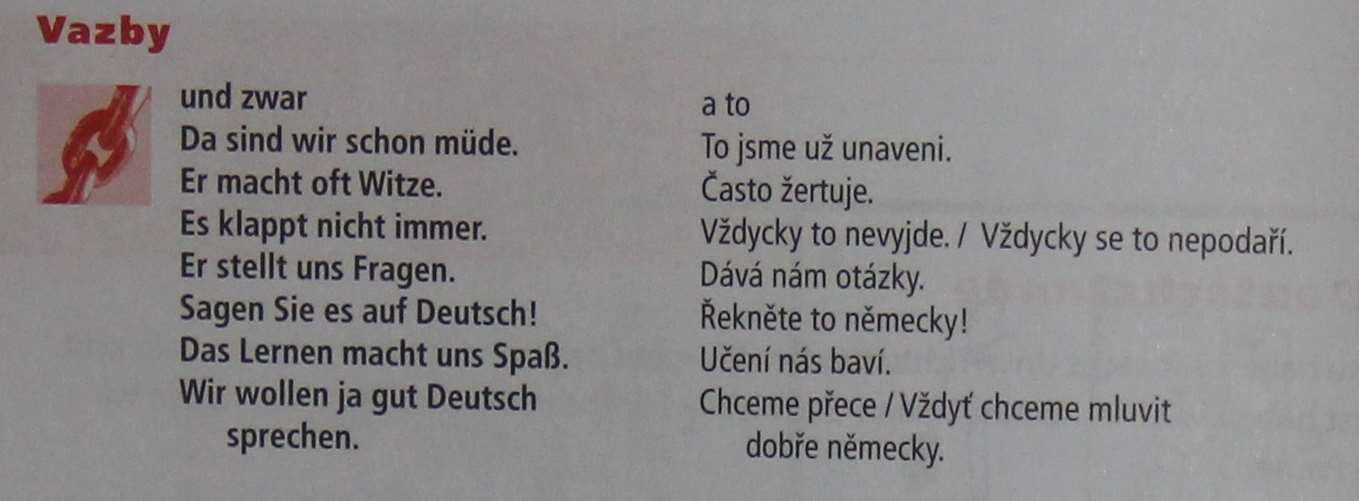 Vazby
und zwar
a to
Da sind wir schon müde.
To jsme už unaveni.
Er macht oft Witze.
Často žertuje.
Es klappt nicht immer.
Vždycky to nevyjde. / Vždycky se to nepodaří.
Er stellt uns Fragen.
Dává nám otázky.
Sagen Sie es auf Deutsch!
Řekněte to německy!
Das Lernen macht uns Spaß.
Učení nás baví.
Wir wollen ja gut Deutsch
Chceme přece / Vždyť chceme mluvit
sprechen.
dobře německy.